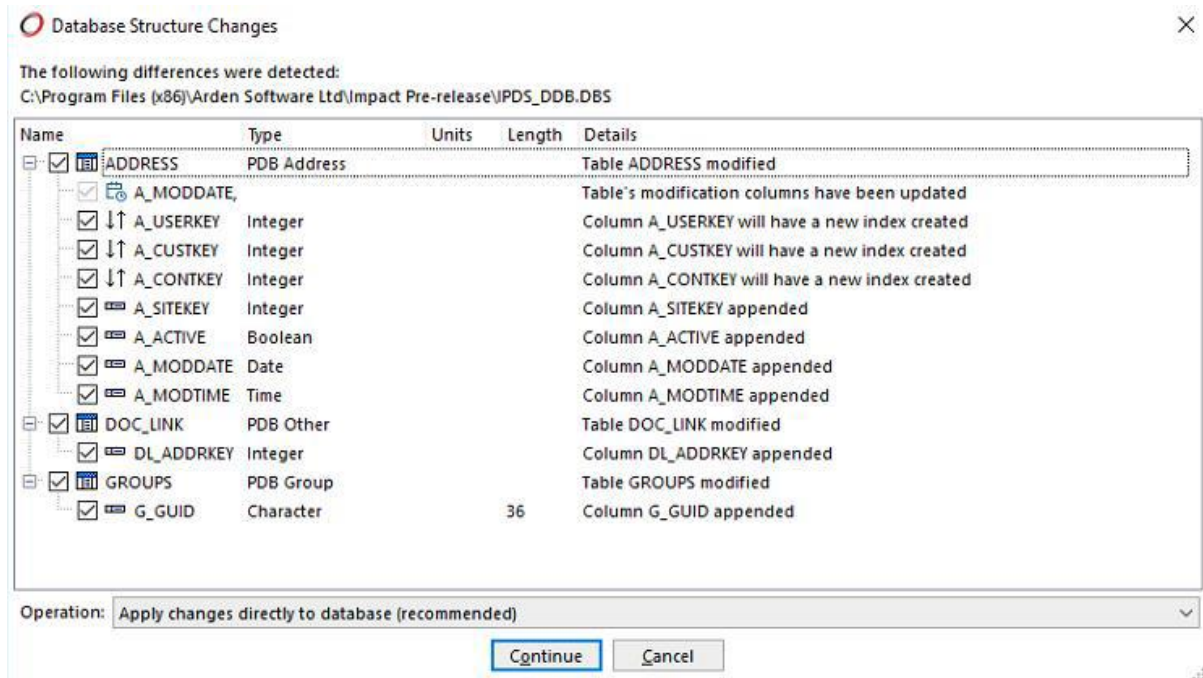 Database Structure Changes
The following differences were detected:
C:\Program Files (x86)\Arden Software Ltd\Impact Pre-release\IPDS_DDB.DBS
Name Type Units Length Details
ADDRESS PDB Address Table ADDRESS modified
A_MODDATE, Table's modification columns have been updated
A_USERKEY Integer Column A_USERKEY will have a new index created
A_CUSTKEY Integer Column A_CUSTKEY will have a new index created
A_CONTKEY Integer Column A_CONTKEY will have a new index created
A_SITEKEY Integer Column A_SITEKEY appended
A_ACTIVE Boolean Column A_ACTIVE appended
A_MODDATE Date Column A_MODDATE appended
A_MODTIME Time Column A_MODTIME appended
DOC_LINK PDB Other Table DOC_LINK modified
DL_ADDRKEY Integer Column DL_ADDRKEY appended
GROUPS PDB Group Table GROUPS modified
G_GUID Character 36 Column G_GUID appended
Operation: Apply changes directly to database (recommended)
Continue Cancel